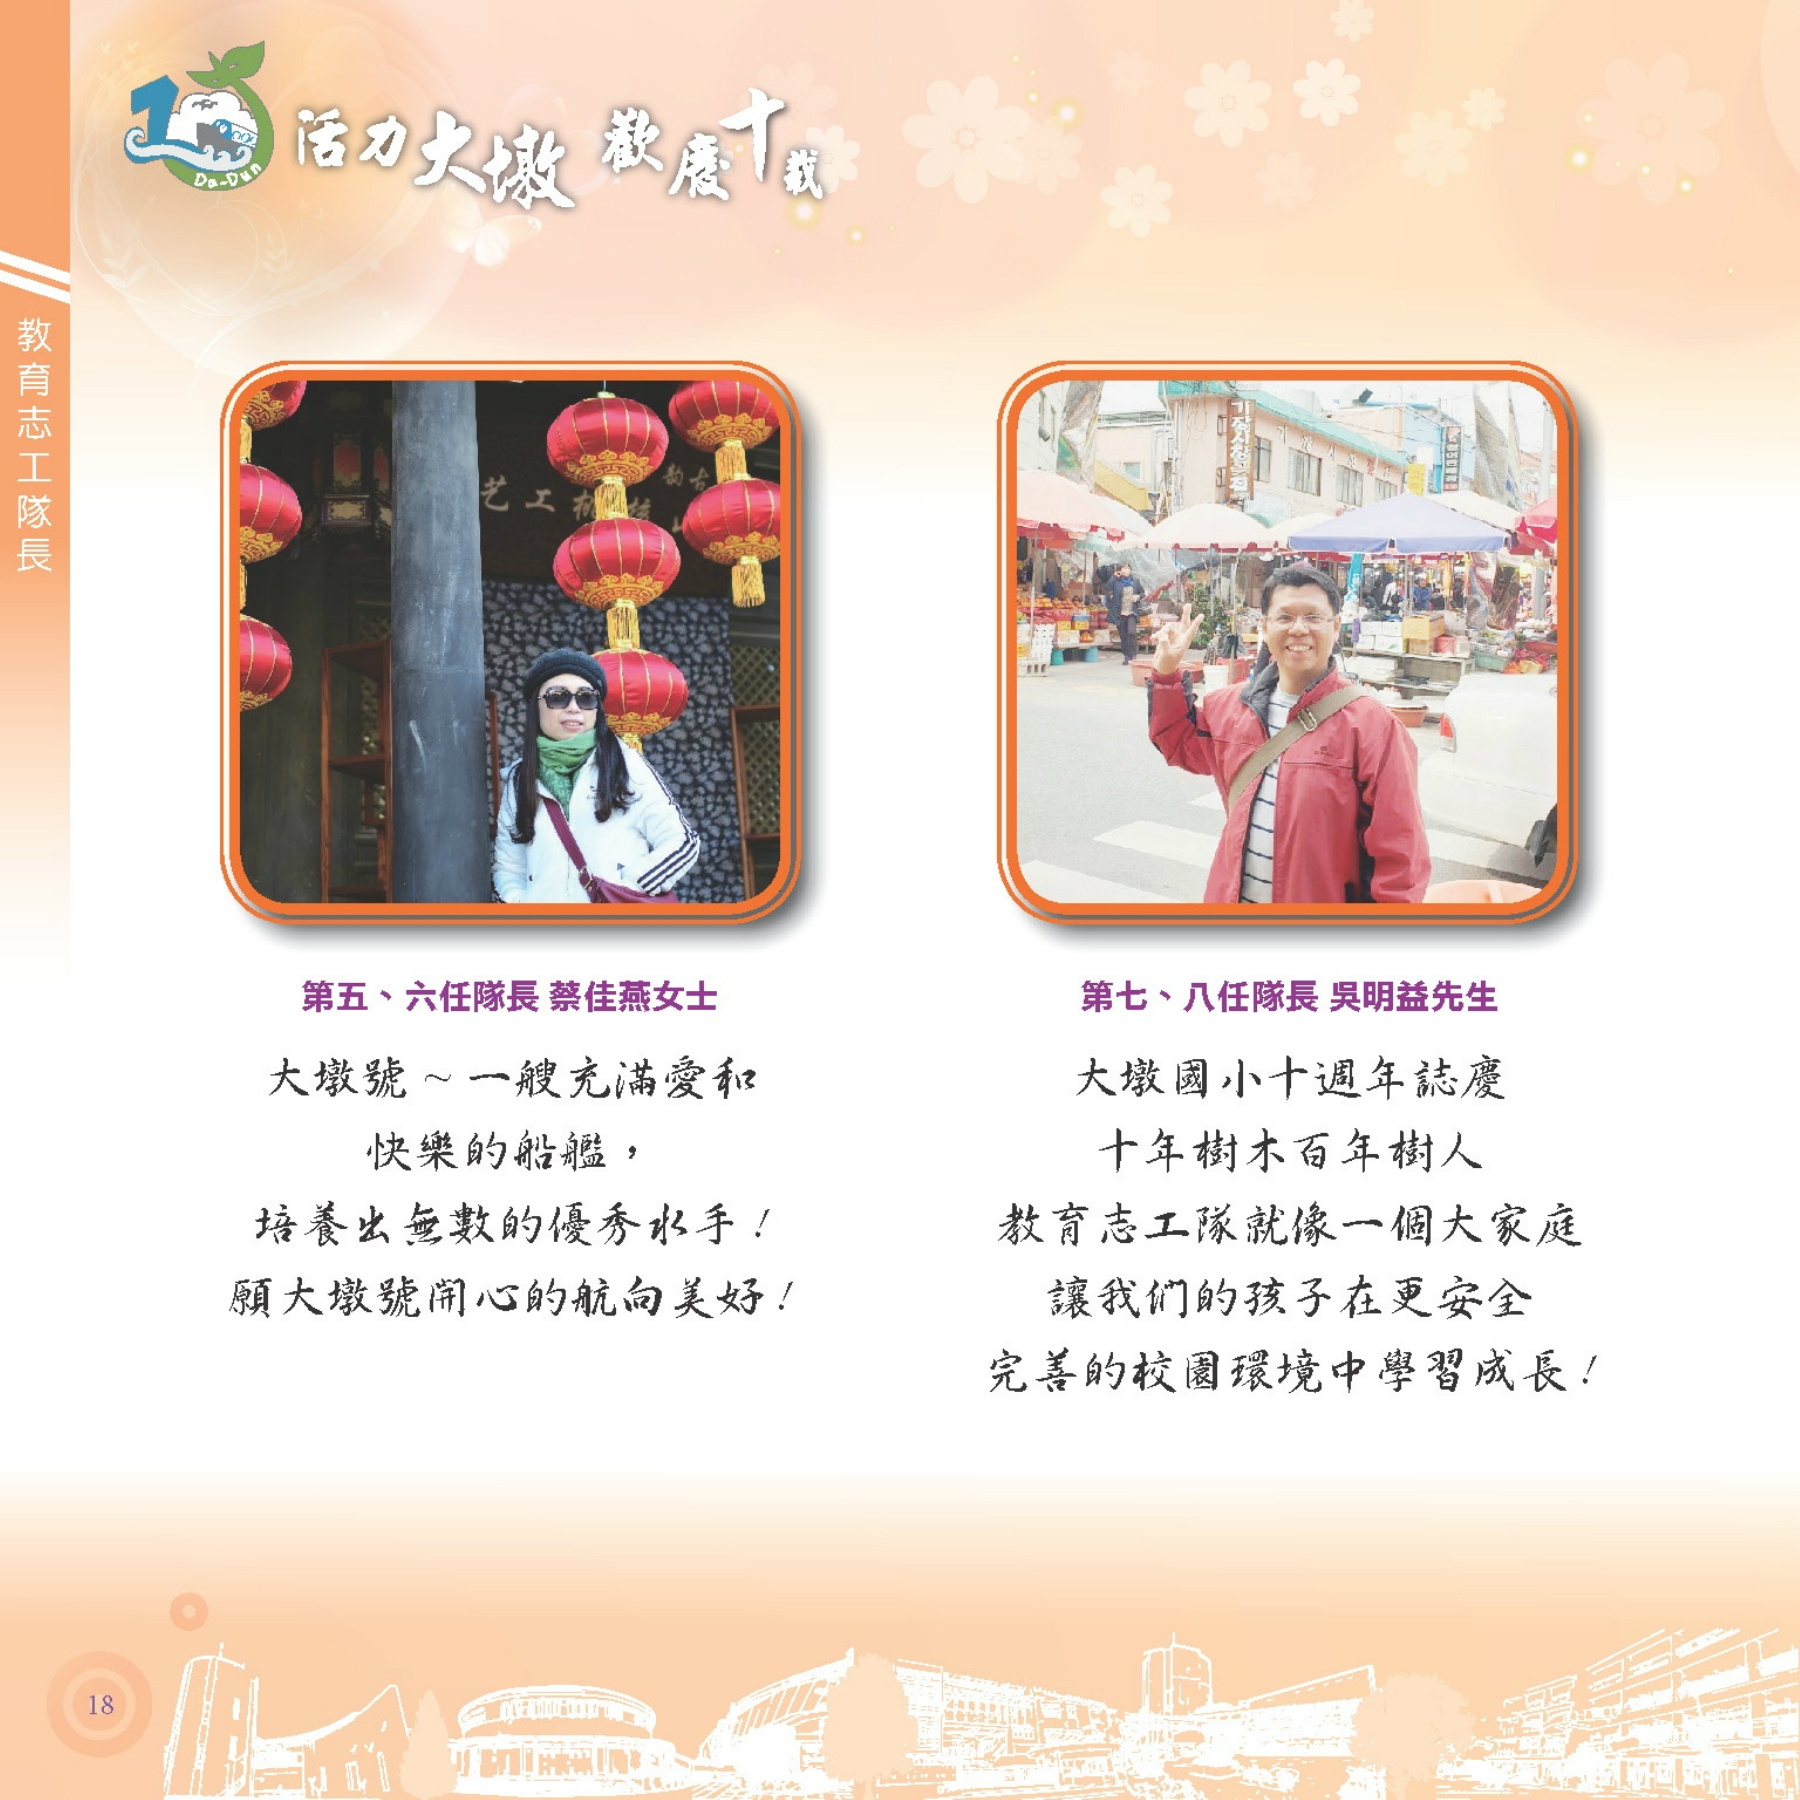 Da-Dun
活力大墩 歡慶十載
教育志工隊長
第五、六任隊長 蔡佳燕女士
大墩號～一艘充滿愛和
快樂的船艦，
培養出無數的優秀水手！
願大墩號開心的航向美好！
第七、八任隊長 吳明益先生
大墩國小十週年誌慶
十年樹木百年樹人
教育志工隊就像一個大家庭
讓我們的孩子在更安全
完善的校園環境中學習成長！
18